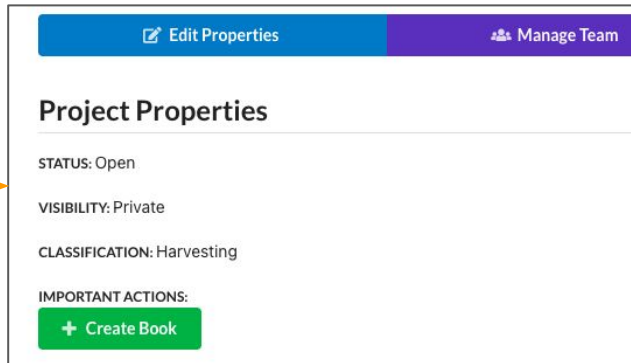 Edit Properties
Manage Team
Project Properties
STATUS: Open
VISIBILITY: Private
CLASSIFICATION: Harvesting
IMPORTANT ACTIONS:
Create Book